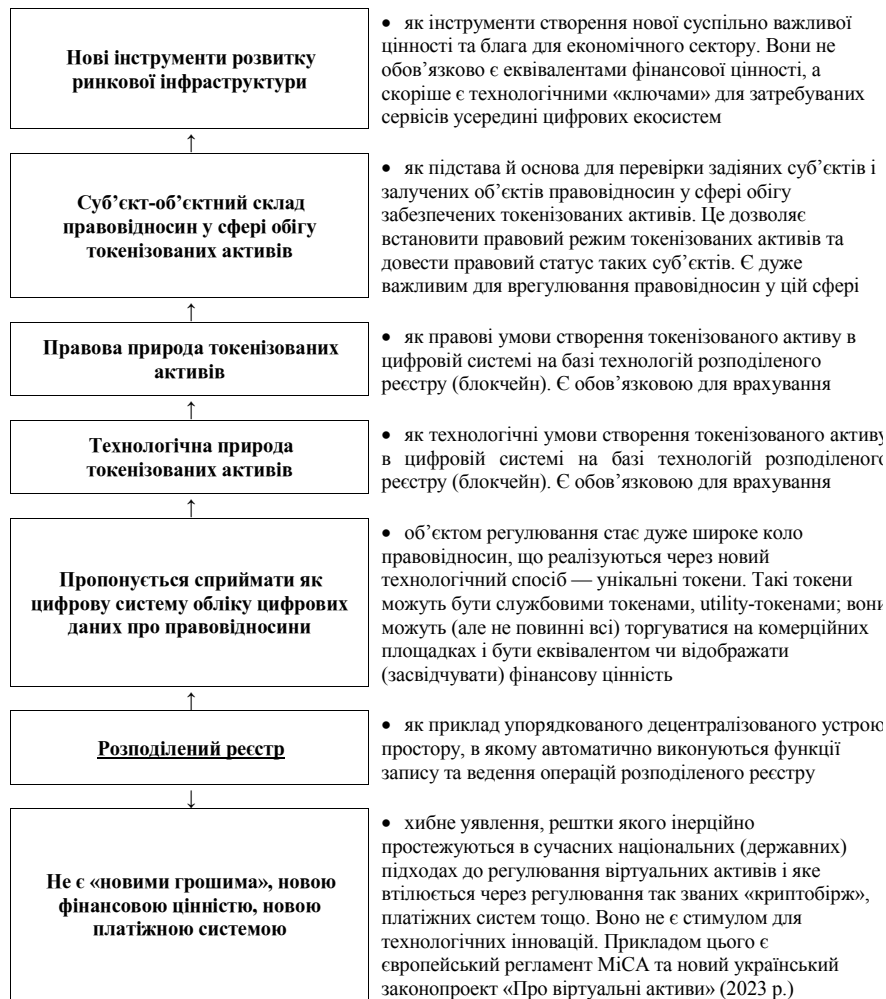 Нові інструменти розвитку
ринкової інфраструктури
• як інструменти створення нової суспільно важливої
цінності та блага для економічного сектору. Вони не
обов’язково є еквівалентами фінансової цінності, а
скоріше є технологічними «ключами» для затребуваних
сервісів усередині цифрових екосистем
↑
Суб’єкт-об’єктний склад
правовідносин у сфері обігу
токенізованих активів
• як підстава й основа для перевірки задіяних суб’єктів і
залучених об’єктів правовідносин у сфері обігу
забезпечених токенізованих активів. Це дозволяє
встановити правовий режим токенізованих активів та
довести правовий статус таких суб’єктів. Є дуже
важливим для врегулювання правовідносин у цій сфері
↑
Правова природа токенізованих
активів
• як правові умови створення токенізованого активу в
цифровій системі на базі технологій розподіленого
реєстру (блокчейн). Є обов’язковою для врахування
↑
Технологічна природа
токенізованих активів
• як технологічні умови створення токенізованого активу
в цифровій системі на базі технологій розподіленого
реєстру (блокчейн). Є обов’язковою для врахування
↑
Пропонується сприймати як
цифрову систему обліку цифрових
даних про правовідносини
• об’єктом регулювання стає дуже широке коло
правовідносин, що реалізуються через новий
технологічний спосіб — унікальні токени. Такі токени
можуть бути службовими токенами, utility-токенами; вони
можуть (але не повинні всі) торгуватися на комерційних
площадках і бути еквівалентом чи відображати
(засвідчувати) фінансову цінність
↑
Розподілений реєстр
• як приклад упорядкованого децентралізованого устрою
простору, в якому автоматично виконуються функції
запису та ведення операцій розподіленого реєстру
↓
Не є «новими грошима», новою
фінансовою цінністю, новою
платіжною системою
• хибне уявлення, рештки якого інерційно
простежуються в сучасних національних (державних)
підходах до регулювання віртуальних активів і яке
втілюється через регулювання так званих «криптобірж»,
платіжних систем тощо. Воно не є стимулом для
технологічних інновацій. Прикладом цього є
європейський регламент MiCA та новий український
законопроект «Про віртуальні активи» (2023 р.)